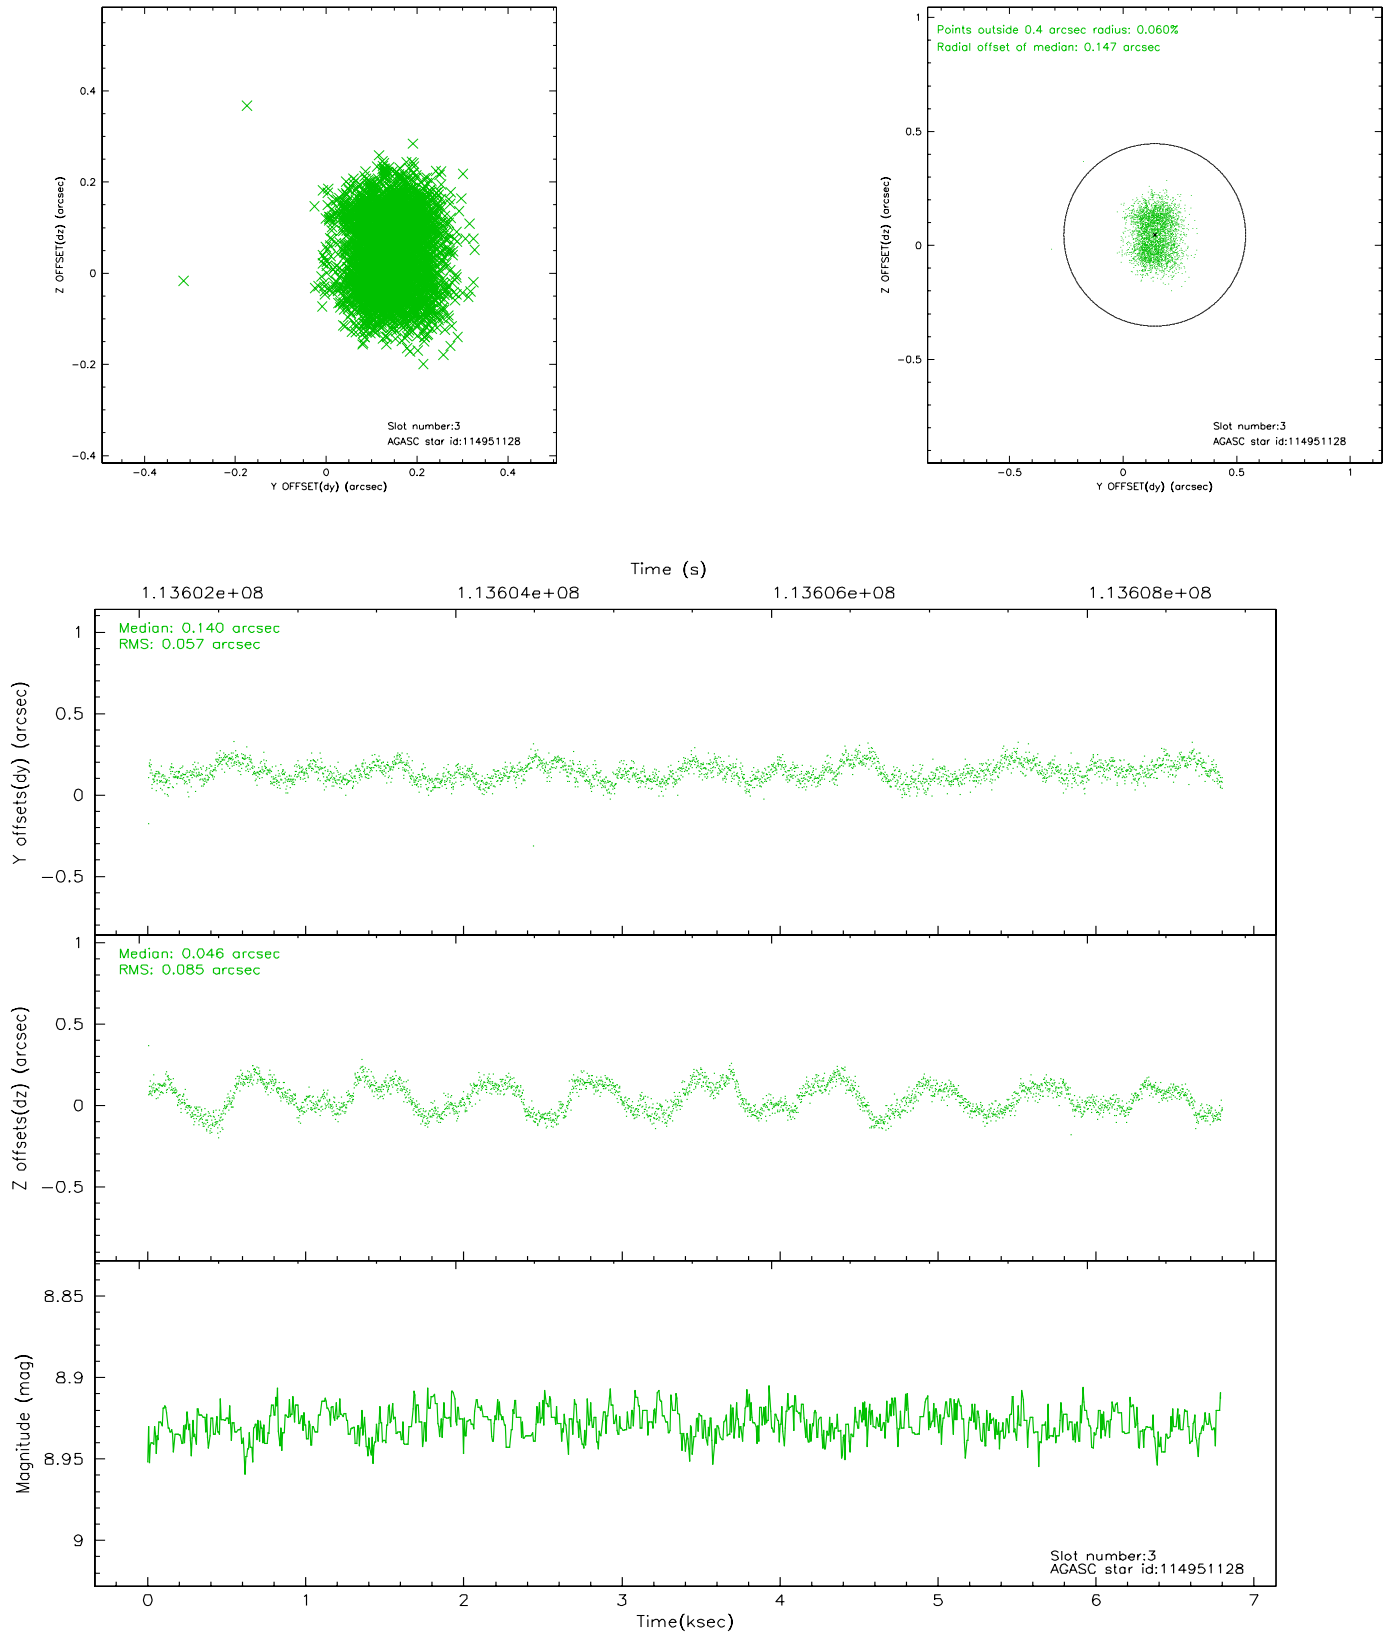 0.4
0.2
0
-0.2
-0.4
Z OFFSET(dz) (arcsec)
-0.4
-0.2
0
0.2
0.4
Y OFFSET(dy) (arcsec)
Slot number:3
AGASC star id:114951128
Points outside 0.4 arcsec radius: 0.060%
Radial offset of median: 0.147 arcsec
1
0.5
0
-0.5
Z OFFSET(dz) (arcsec)
-0.5
0
0.5
1
Y OFFSET(dy) (arcsec)
Slot number:3
AGASC star id:114951128
Time (s)
1.13602e+08
1.13604e+08
1.13606e+08
1.13608e+08
Median: 0.140 arcsec
RMS: 0.057 arcsec
1
0.5
0
-0.5
Y offsets(dy) (arcsec)
Median: 0.046 arcsec
RMS: 0.085 arcsec
1
0.5
0
-0.5
Z offsets(dz) (arcsec)
8.85
8.9
8.95
9
Magnitude (mag)
Slot number:3
AGASC star id:114951128
0
1
2
3
4
5
6
7
Time(ksec)